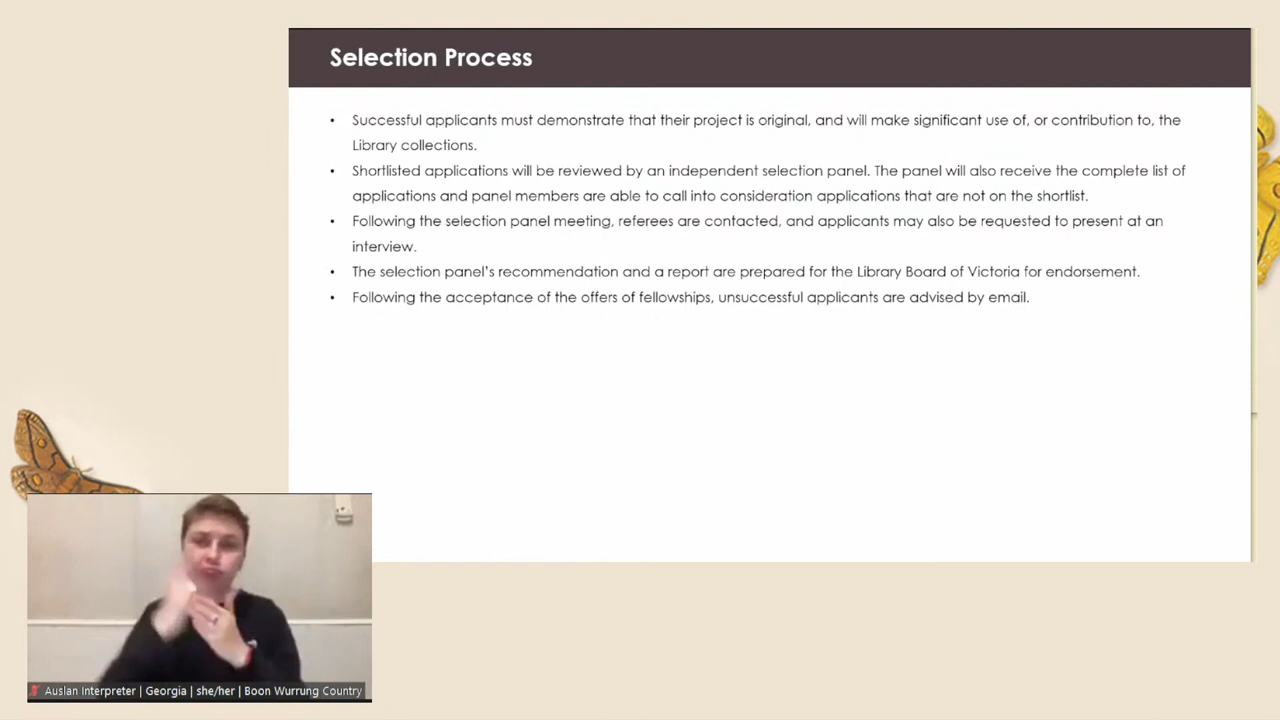 Selection Process
• Successful applicants must demonstrate that their project is original, and will make significant use of, or contribution to, the
Library collections.
• Shortlisted applications will be reviewed by an independent selection panel. The panel will also receive the complete list of
applications and panel members are able to call into consideration applications that are not on the shortlist.
• Following the selection panel meeting, referees are contacted, and applicants may also be requested to present at an
interview.
• The selection panel's recommendation and a report are prepared for the Library Board of Victoria for endorsement.
• Following the acceptance of the offers of fellowships, unsuccessful applicants are advised by email.
Auslan Interpreter | Georgia | she/her | Boon Wurrung Country